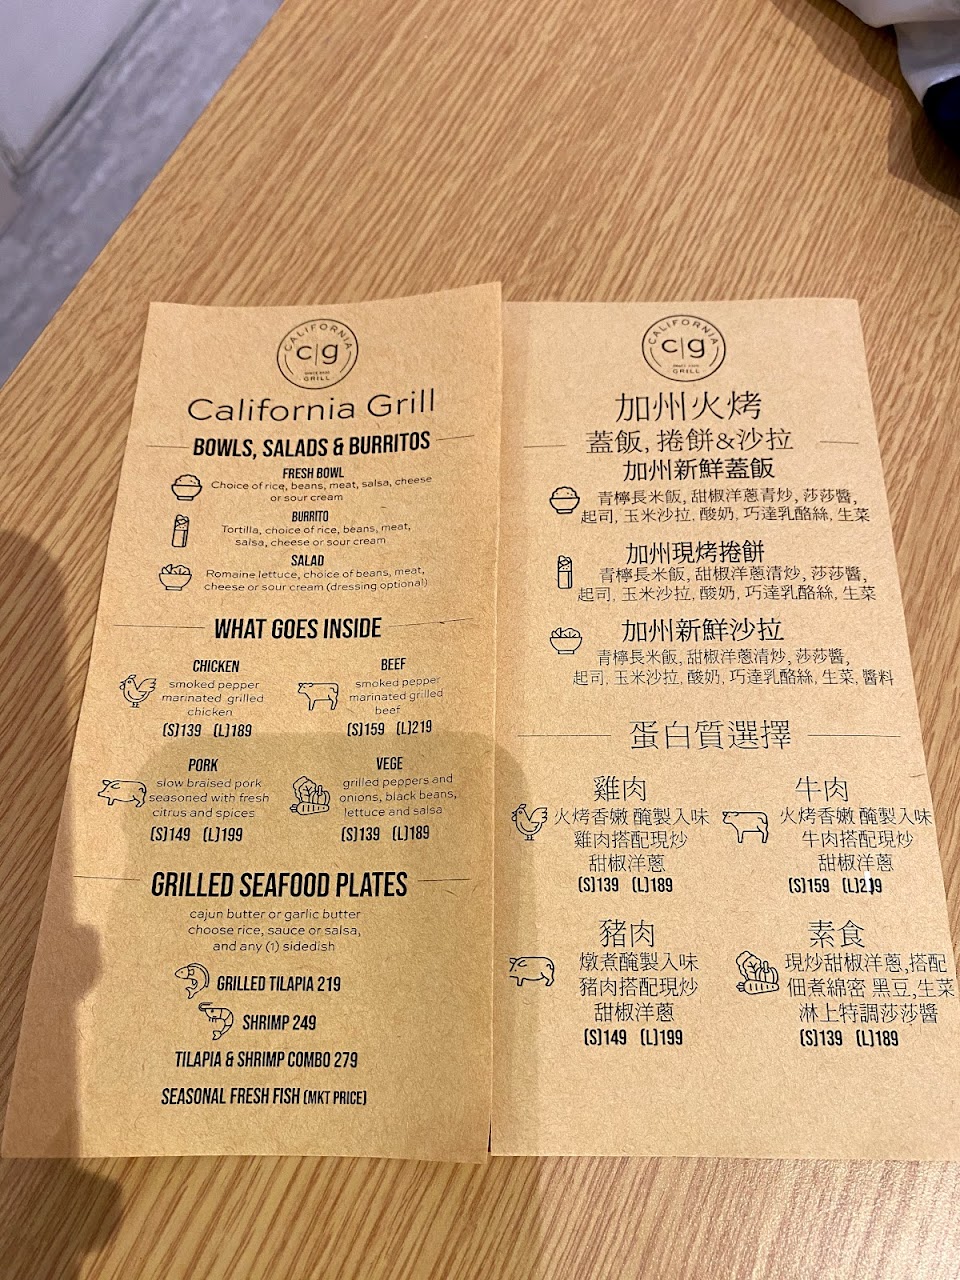 CALIFORNIA
c|g
GRILL
California Grill
BOWLS, SALADS & BURRITOS
FRESH BOWL
Choice of rice, beans, meat, salsa, cheese
or sour cream
BURRITO
Tortilla, choice of rice, beans, meat,
salsa, cheese or sour cream
SALAD
Romaine lettuce, choice of beans, meat,
cheese or sour cream (dressing optional)
WHAT GOES INSIDE
CHICKEN
smoked pepper
marinated grilled
chicken
(S)139 (L)189
BEEF
smoked pepper
marinated grilled
beef
(S)159 (L)219
PORK
slow braised pork
seasoned with fresh
citrus and spices
(S)149 (L)199
VEGE
grilled peppers and
onions, black beans,
lettuce and salsa
(S)139 (L)189
GRILLED SEAFOOD PLATES
cajun butter or garlic butter
choose rice, sauce or salsa,
and any (1) sidedish
GRILLED TILAPIA 219
SHRIMP 249
TILAPIA & SHRIMP COMBO 279
SEASONAL FRESH FISH (MKT PRICE)
CALIFORNIA
c|g
GRILL
加州火烤
蓋飯, 捲餅&沙拉
加州新鮮蓋飯
青檸長米飯, 甜椒洋蔥青炒, 莎莎醬,
起司, 玉米沙拉, 酸奶, 巧達乳酪絲, 生菜
加州現烤捲餅
青檸長米飯, 甜椒洋蔥清炒, 莎莎醬,
起司, 玉米沙拉, 酸奶, 巧達乳酪絲, 生菜
加州新鮮沙拉
青檸長米飯, 甜椒洋蔥清炒, 莎莎醬,
起司, 玉米沙拉, 酸奶, 巧達乳酪絲, 生菜, 醬料
蛋白質選擇
雞肉
火烤香嫩 醃製入味
雞肉搭配現炒
甜椒洋蔥
(S)139 (L)189
牛肉
火烤香嫩 醃製入味
牛肉搭配現炒
甜椒洋蔥
(S)159 (L)219
豬肉
燉煮醃製入味
豬肉搭配現炒
甜椒洋蔥
(S)149 (L)199
素食
現炒甜椒洋蔥,搭配
佃煮綿密 黑豆,生菜
淋上特調莎莎醬
(S)139 (L)189